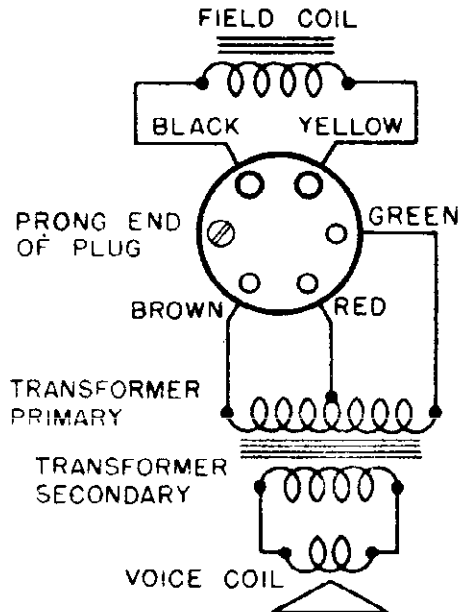 FIELD COIL
BLACK YELLOW
PRONG END
OF PLUG
GREEN
BROWN RED
TRANSFORMER
PRIMARY
TRANSFORMER
SECONDARY
VOICE COIL